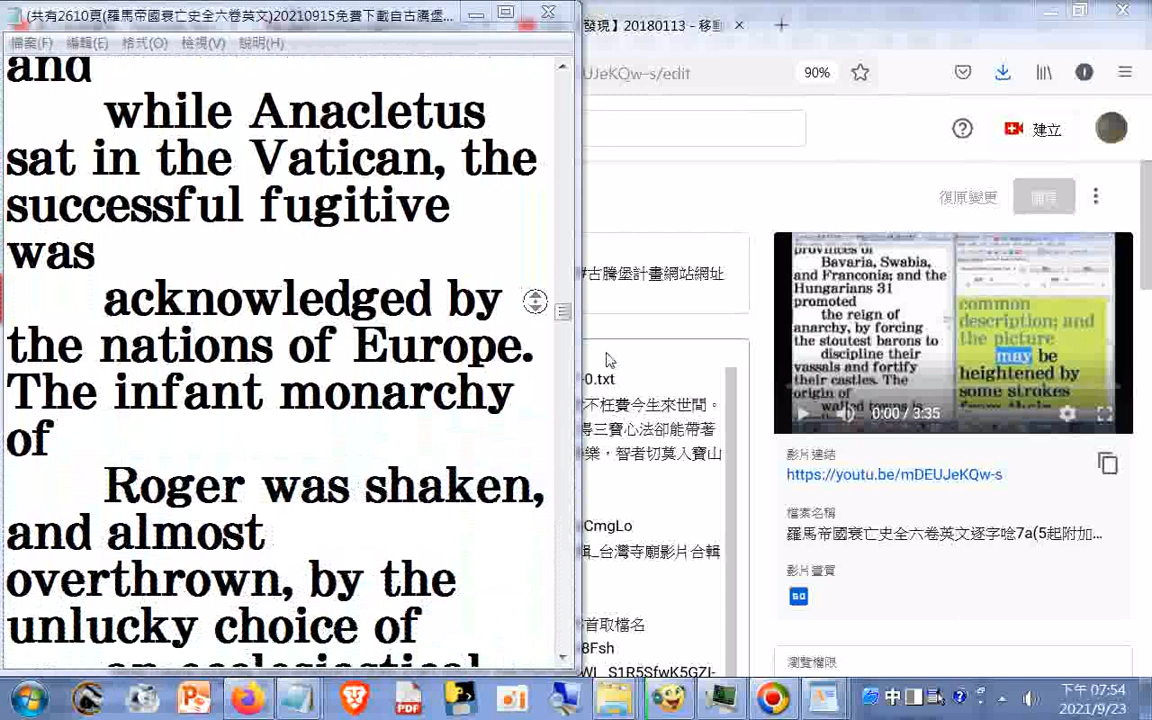 (共有2610頁(羅馬帝國衰亡史全六卷英文)20210915免費下載自古騰堡...
檔案(F) 編輯(E) 格式(O) 檢視(V) 說明(H)
and
while Anacletus
sat in the Vatican, the
successful fugitive
was
acknowledged by
the nations of Europe.
The infant monarchy
of
Roger was shaken,
and almost
overthrown, by the
unlucky choice of
an ecclesiastical
發現】20180113 - 移動
UJeKQw-s/edit
90%
建立
復原變更
#古騰堡計畫網站網址
-0.txt
不枉費今生來世間。
得三寶心法卻能帶著
樂，智者切莫入寶山
CmgLo
輯_台灣寺廟影片合輯
首取檔名
8Fsh
WI_S1R5SfwK5GZI-
provinces of
Bavaria, Swabia,
and Franconia; and the
Hungarians 31
promoted
the reign of
anarchy, by forcing
the stoutest barons to
discipline their
vassals and fortify
their castles. The
origin of
walled towns is
common
description; and
the picture
may be
heightened by
some strokes
0:00 / 3:35
影片連結
https://youtu.be/mDEUJeKQw-s
檔案名稱
羅馬帝國衰亡史全六卷英文逐字唸7a(5起附加...
影片畫質
SD
瀏覽權限
中
下午 07:54
2021/9/23